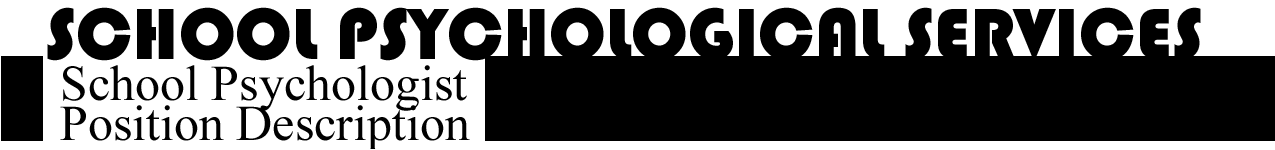 SCHOOL PSYCHOLOGICAL SERVICES
School Psychologist
Position Description